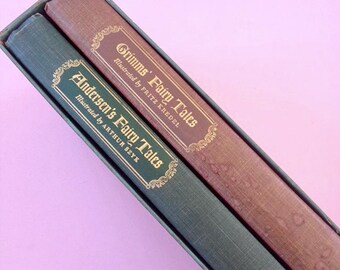 Andersen's Fairy Tales
Illustrated by ARTHUR SZYK
Grimms' Fairy Tales
Illustrated by FRITZ KREDEL